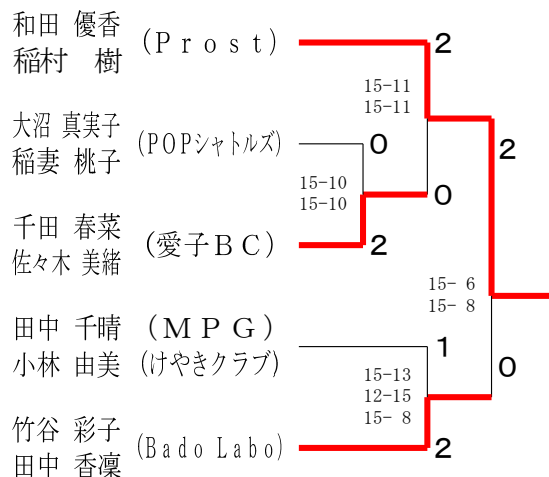 和田 優香
稲村　樹
(Prost)
2
15-11
15-11
大沼 真実子
稲妻 桃子
(POPシャトルズ)
0
2
15-10
15-10
0
千田 春菜
佐々木 美緒
(愛子BC)
2
15- 6
15- 8
田中 千晴
小林 由美
(MPG)
(けやきクラブ)
1
0
15-13
12-15
15- 8
竹谷 彩子
田中 香凜
(Bado Labo)
2